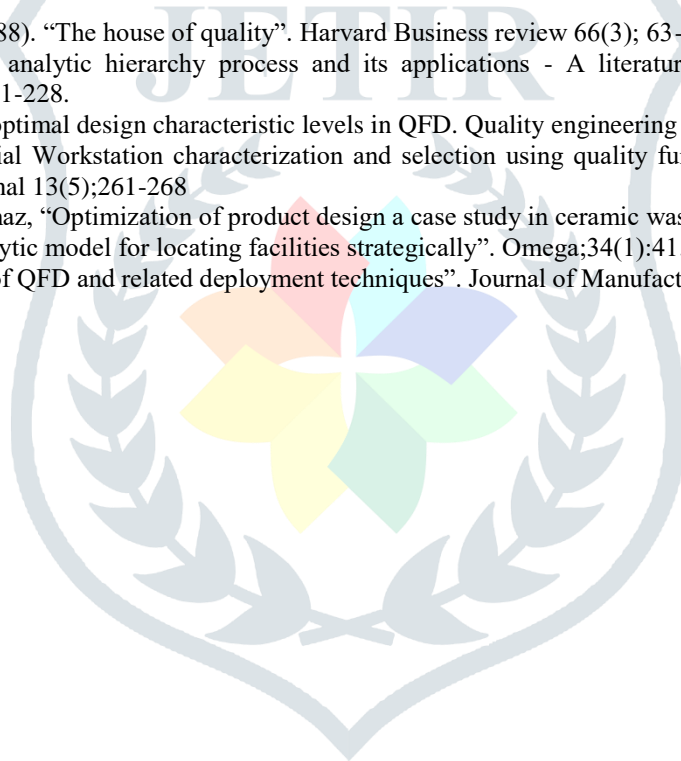 JETIR
88). “The house of quality”. Harvard Business review 66(3); 63-
analytic hierarchy process and its applications - A literatur
1-228.
optimal design characteristic levels in QFD. Quality engineering
ial Workstation characterization and selection using quality fu
nal 13(5);261-268
naz, “Optimization of product design a case study in ceramic was
ytic model for locating facilities strategically”. Omega;34(1):41.
of QFD and related deployment techniques”. Journal of Manufact